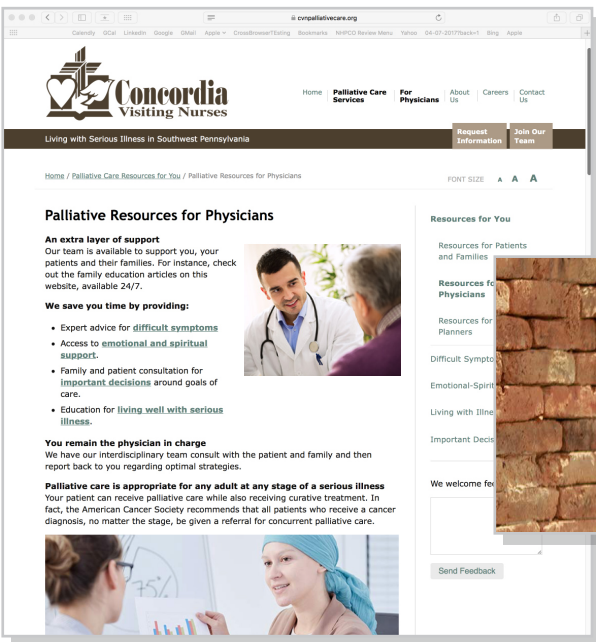 cvnpalliativecare.org
Calendly GCal LinkedIn Google GMail Apple CrossBrowserTEsting Bookmarks NHPCO Review Menu Yahoo 04-07-2017?back=1 Bing Apple
Concordia
Visiting Nurses
Home
Palliative Care
Services
For
Physicians
About
Us
Careers
Contact
Us
Living with Serious Illness in Southwest Pennsylvania
Request
Information
Join Our
Team
Home / Palliative Care Resources for You / Palliative Resources for Physicians
FONT SIZE A A A
Palliative Resources for Physicians
An extra layer of support
Our team is available to support you, your
patients and their families. For instance, check
out the family education articles on this
website, available 24/7.
We save you time by providing:
• Expert advice for difficult symptoms
• Access to emotional and spiritual
support.
• Family and patient consultation for
important decisions around goals of
care.
• Education for living well with serious
illness.
You remain the physician in charge
We have our interdisciplinary team consult with the patient and family and then
report back to you regarding optimal strategies.
Palliative care is appropriate for any adult at any stage of a serious illness
Your patient can receive palliative care while also receiving curative treatment. In
fact, the American Cancer Society recommends that all patients who receive a cancer
diagnosis, no matter the stage, be given a referral for concurrent palliative care.
75%
Resources for You
Resources for Patients
and Families
Resources fo
Physicians
Resources for
Planners
Difficult Sympto
Emotional-Spirit
Living with Illne
Important Decis
We welcome fee
Send Feedback